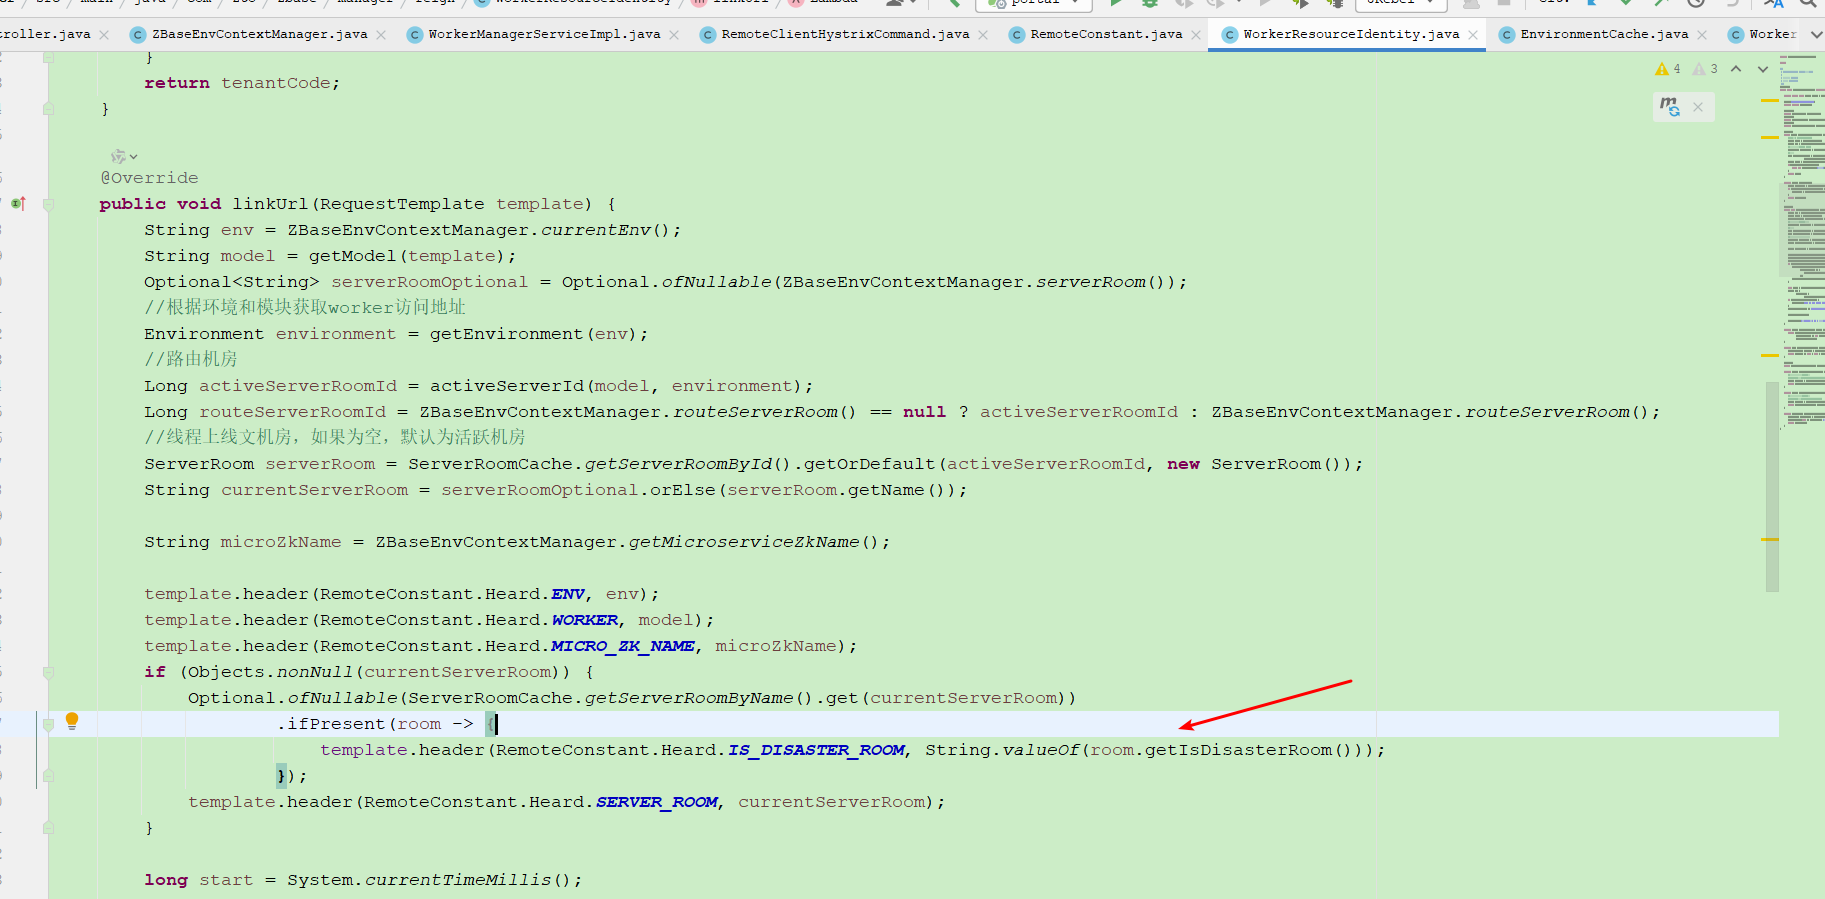 ZBaseEnvContextManager.java WorkerManagerServiceImpl.java RemoteClientHystrixCommand.java RemoteConstant.java WorkerResourceIdentity.java EnvironmentCache.java Worker
}
4 3
return tenantCode;
}
@Override
public void linkUrl(RequestTemplate template) {
String env = ZBaseEnvContextManager.currentEnv();
String model = getModel(template);
Optional<String> serverRoomOptional = Optional.ofNullable(ZBaseEnvContextManager.serverRoom());
//根据环境和模块获取worker访问地址
Environment environment = getEnvironment(env);
//路由机房
Long activeServerRoomId = activeServerId(model, environment);
Long routeServerRoomId = ZBaseEnvContextManager.routeServerRoom() == null ? activeServerRoomId : ZBaseEnvContextManager.routeServerRoom();
//线程上线文机房，如果为空，默认为活跃机房
ServerRoom serverRoom = ServerRoomCache.getServerRoomById().getOrDefault(activeServerRoomId, new ServerRoom());
String currentServerRoom = serverRoomOptional.orElse(serverRoom.getName());
String microZkName = ZBaseEnvContextManager.getMicroserviceZkName();
template.header(RemoteConstant.Heard.ENV, env);
template.header(RemoteConstant.Heard.WORKER, model);
template.header(RemoteConstant.Heard.MICRO_ZK_NAME, microZkName);
if (Objects.nonNull(currentServerRoom)) {
Optional.ofNullable(ServerRoomCache.getServerRoomByName().get(currentServerRoom))
.ifPresent(room -> {
template.header(RemoteConstant.Heard.IS_DISASTER_ROOM, String.valueOf(room.getIsDisasterRoom()));
});
template.header(RemoteConstant.Heard.SERVER_ROOM, currentServerRoom);
}
long start = System.currentTimeMillis();